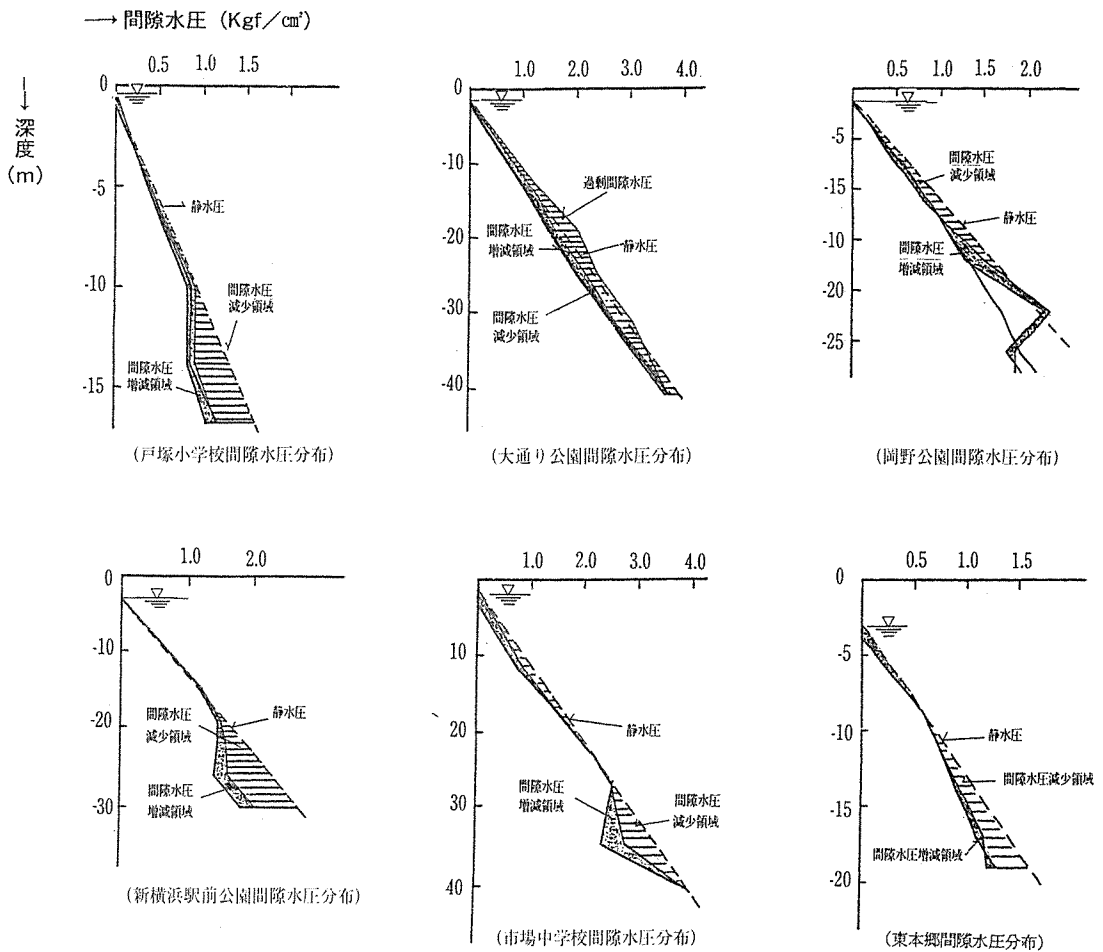 → 間隙水圧 (Kgf/cm²)
↓深度(m)
0.5 1.0 1.5
0
-5
-10
-15
静水圧
間隙水圧
減少領域
間隙水圧
増減領域
(戸塚小学校間隙水圧分布)
1.0 2.0 3.0 4.0
0
-10
-20
-30
-40
過剰間隙水圧
間隙水圧
増減領域
静水圧
間隙水圧
減少領域
(大通り公園間隙水圧分布)
0.5 1.0 1.5 2.0
0
-5
-15
-10
-20
-25
間隙水圧
減少領域
静水圧
間隙水圧
増減領域
(岡野公園間隙水圧分布)
1.0 2.0
0
-10
-20
-30
間隙水圧
減少領域
静水圧
間隙水圧
増減領域
(新横浜駅前公園間隙水圧分布)
1.0 2.0 3.0 4.0
0
10
20
30
40
静水圧
間隙水圧
増減領域
間隙水圧
減少領域
(市場中学校間隙水圧分布)
0.5 1.0 1.5
0
-5
-10
-15
-20
静水圧
間隙水圧減少領域
間隙水圧増減領域
(東本郷間隙水圧分布)